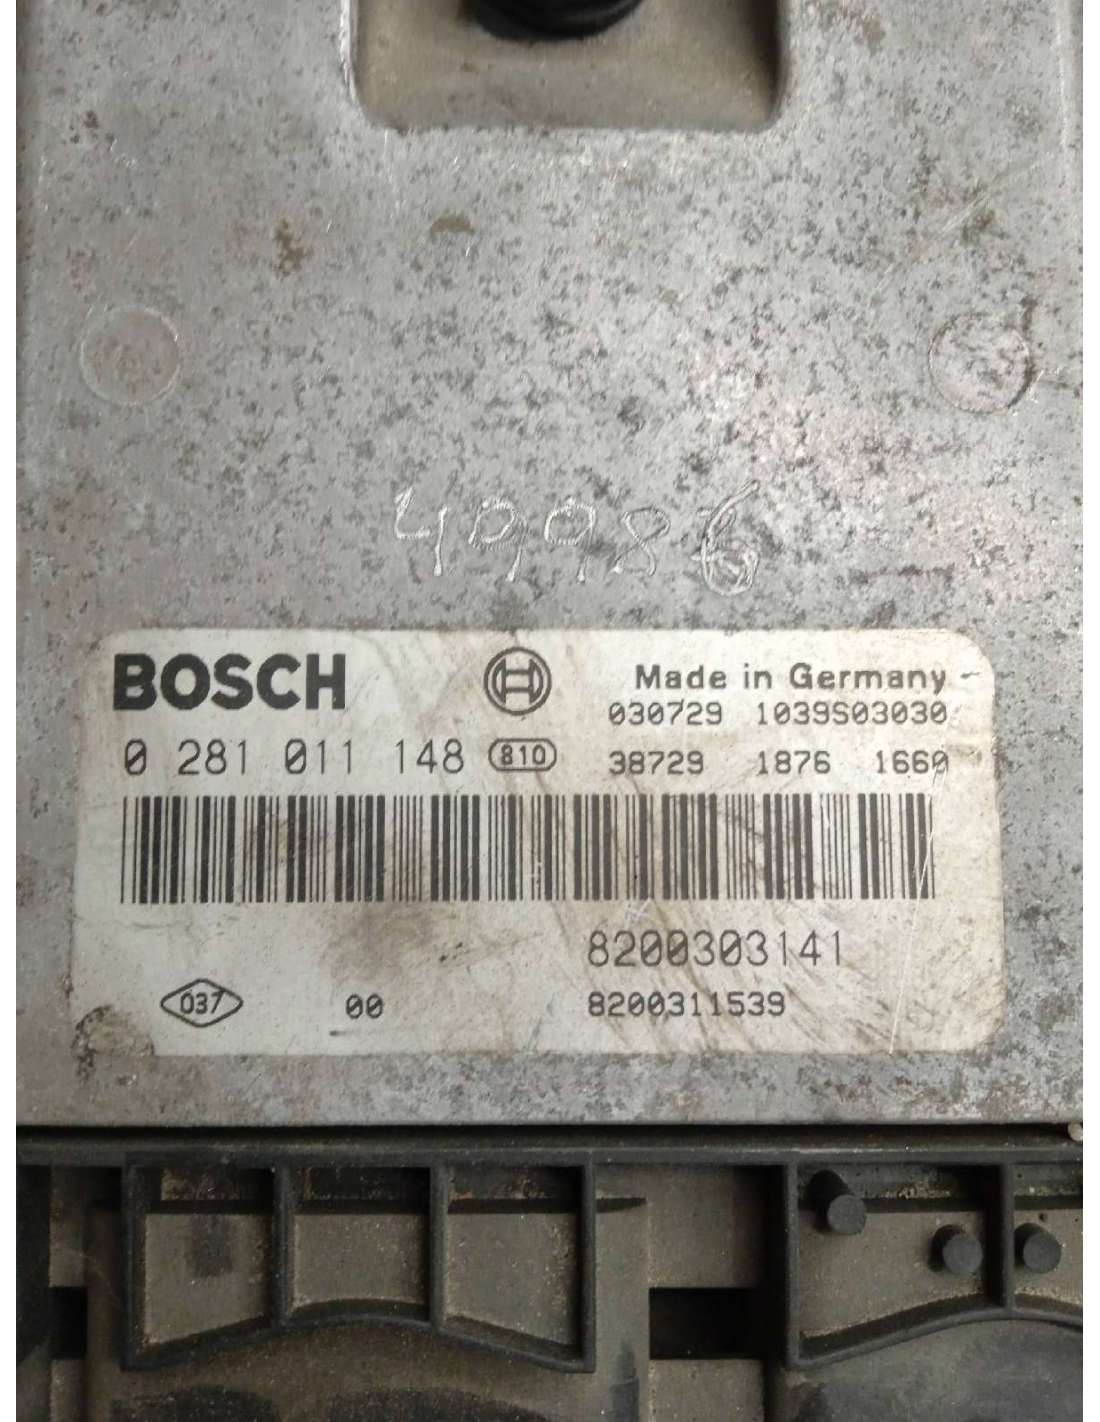 49986
BOSCH
Made in Germany
030729 1039S03030
0 281 011 148 810
38729 1876 1660
8200303141
037 00 8200311539